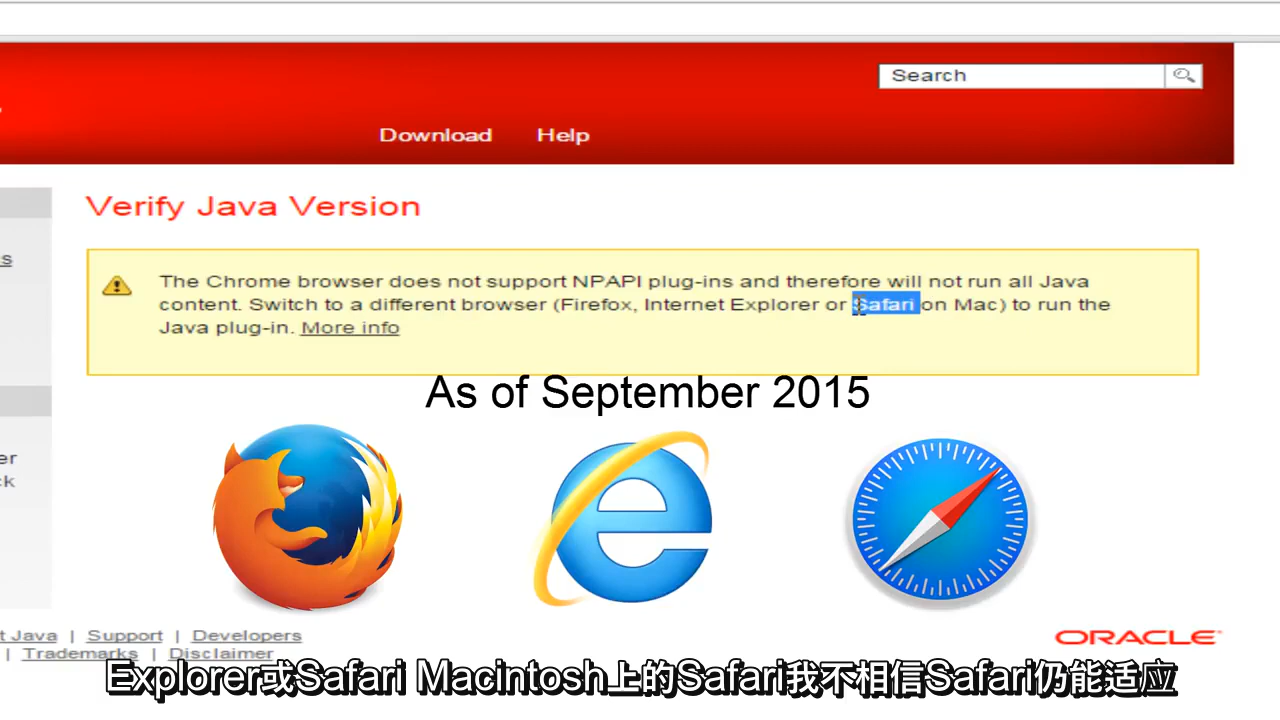 Search
Download Help
Verify Java Version
s
The Chrome browser does not support NPAPI plug-ins and therefore will not run all Java
content. Switch to a different browser (Firefox, Internet Explorer or Safari on Mac) to run the
Java plug-in. More info
As of September 2015
er
ck
t Java | Support | Developers
| Trademarks | Disclaimer
ORACLE
Explorer或Safari Macintosh上的Safari我不相信Safari仍能适应